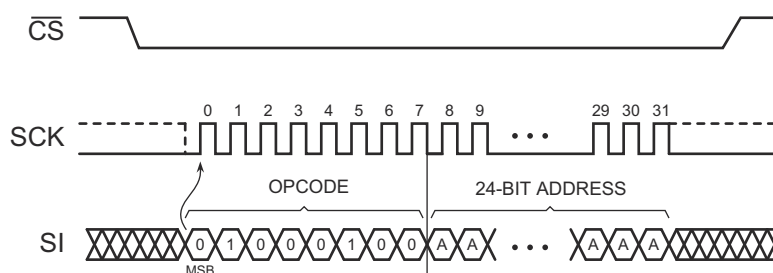 CS
0 1 2 3 4 5 6 7 8 9 29 30 31
SCK
OPCODE 24-BIT ADDRESS
SI 0 1 0 0 0 1 0 0 A A A A A
MSB